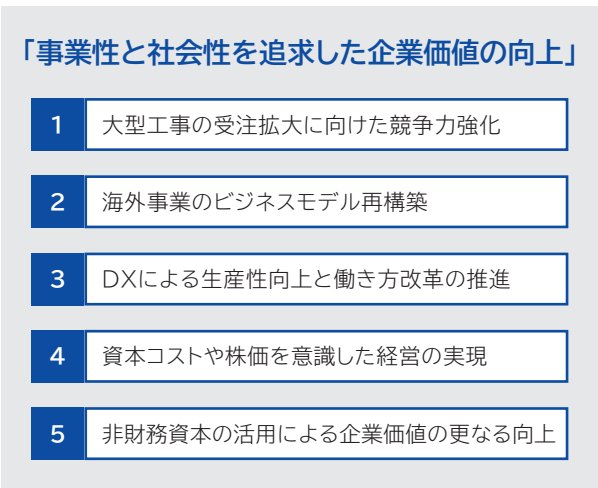 「事業性と社会性を追求した企業価値の向上」
1 大型工事の受注拡大に向けた競争力強化
2 海外事業のビジネスモデル再構築
3 DXによる生産性向上と働き方改革の推進
4 資本コストや株価を意識した経営の実現
5 非財務資本の活用による企業価値の更なる向上